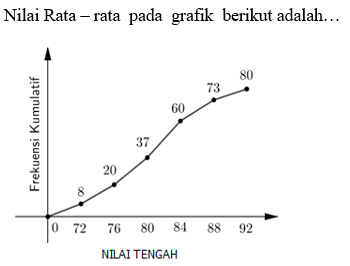 Nilai Rata – rata pada grafik berikut adalah…
Frekuensi Kumulatif
80
73
60
37
20
8
0 72 76 80 84 88 92
NILAI TENGAH